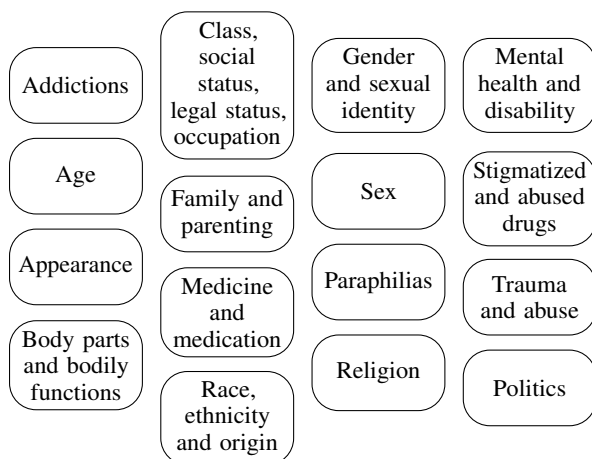 Addictions
Age
Appearance
Body parts
and bodily
functions
Class,
social
status,
legal status,
occupation
Family and
parenting
Medicine
and
medication
Race,
ethnicity
and origin
Gender
and sexual
identity
Sex
Paraphilias
Religion
Mental
health and
disability
Stigmatized
and abused
drugs
Trauma
and abuse
Politics